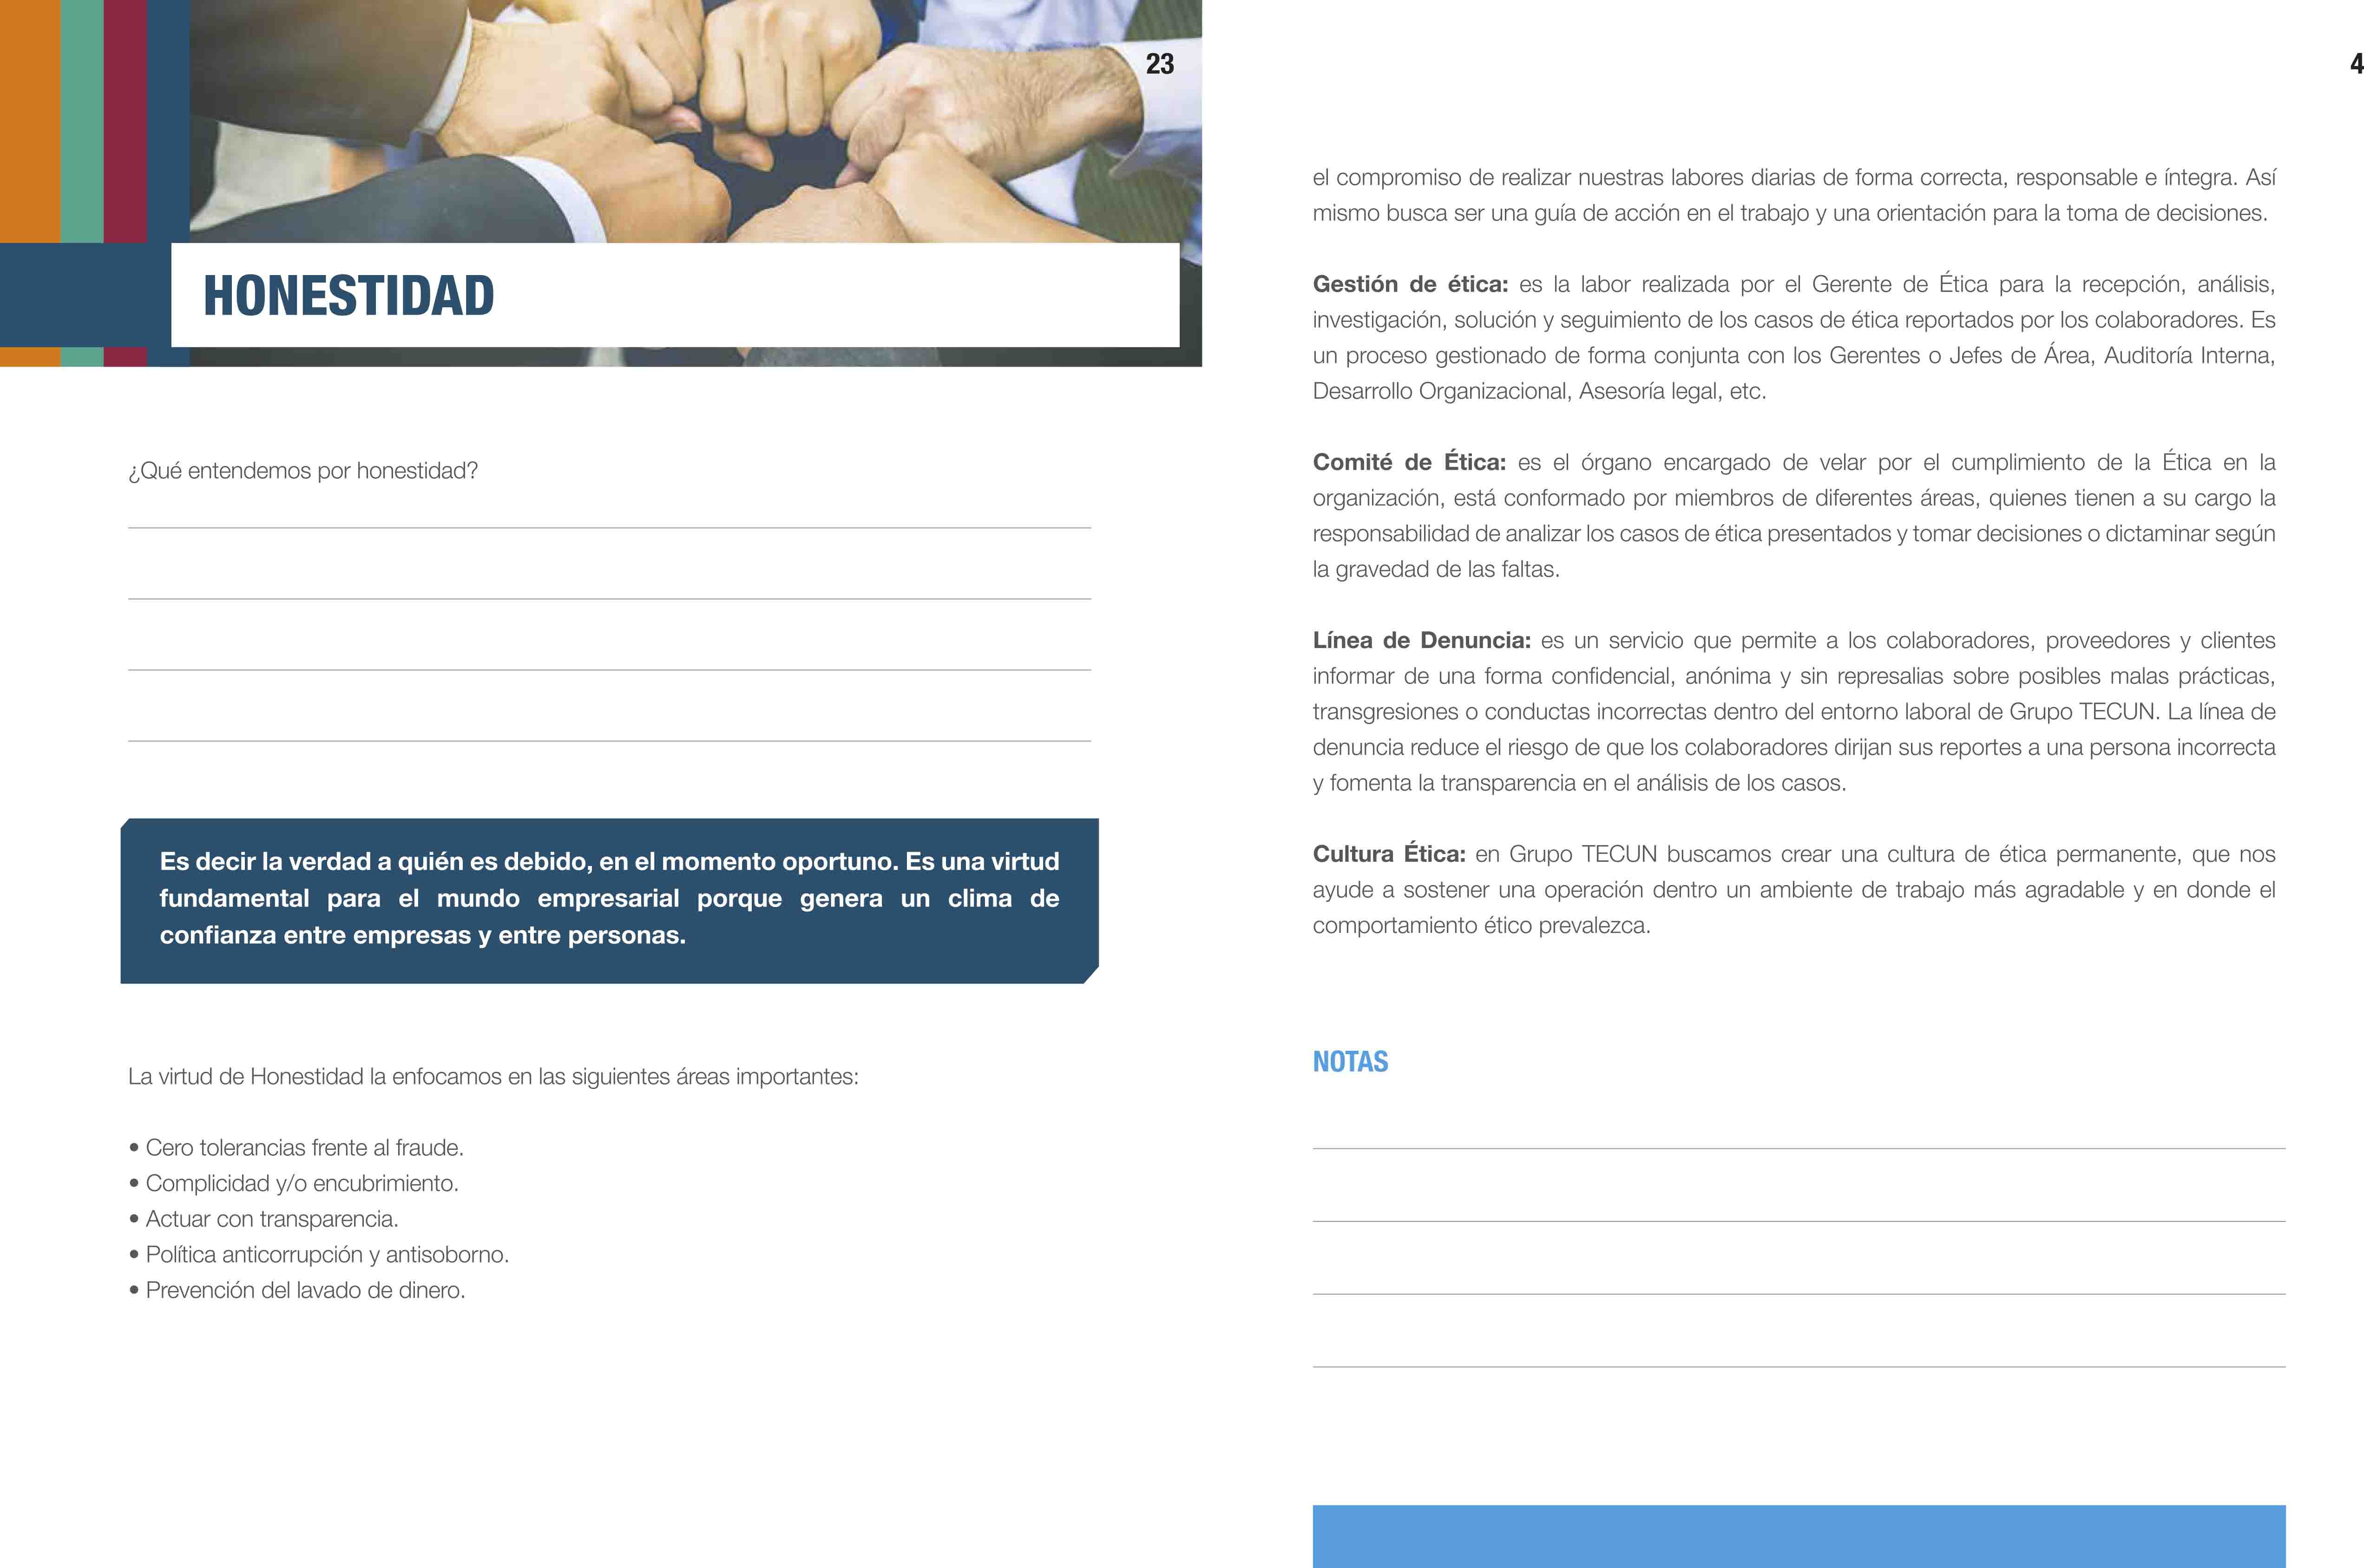 23
HONESTIDAD
¿Qué entendemos por honestidad?
Es decir la verdad a quién es debido, en el momento oportuno. Es una virtud
fundamental para el mundo empresarial porque genera un clima de
confianza entre empresas y entre personas.
La virtud de Honestidad la enfocamos en las siguientes áreas importantes:
• Cero tolerancias frente al fraude.
• Complicidad y/o encubrimiento.
• Actuar con transparencia.
• Política anticorrupción y antisoborno.
• Prevención del lavado de dinero.
4
el compromiso de realizar nuestras labores diarias de forma correcta, responsable e íntegra. Así
mismo busca ser una guía de acción en el trabajo y una orientación para la toma de decisiones.
Gestión de ética: es la labor realizada por el Gerente de Ética para la recepción, análisis,
investigación, solución y seguimiento de los casos de ética reportados por los colaboradores. Es
un proceso gestionado de forma conjunta con los Gerentes o Jefes de Área, Auditoría Interna,
Desarrollo Organizacional, Asesoría legal, etc.
Comité de Ética: es el órgano encargado de velar por el cumplimiento de la Ética en la
organización, está conformado por miembros de diferentes áreas, quienes tienen a su cargo la
responsabilidad de analizar los casos de ética presentados y tomar decisiones o dictaminar según
la gravedad de las faltas.
Línea de Denuncia: es un servicio que permite a los colaboradores, proveedores y clientes
informar de una forma confidencial, anónima y sin represalias sobre posibles malas prácticas,
transgresiones o conductas incorrectas dentro del entorno laboral de Grupo TECUN. La línea de
denuncia reduce el riesgo de que los colaboradores dirijan sus reportes a una persona incorrecta
y fomenta la transparencia en el análisis de los casos.
Cultura Ética: en Grupo TECUN buscamos crear una cultura de ética permanente, que nos
ayude a sostener una operación dentro un ambiente de trabajo más agradable y en donde el
comportamiento ético prevalezca.
NOTAS